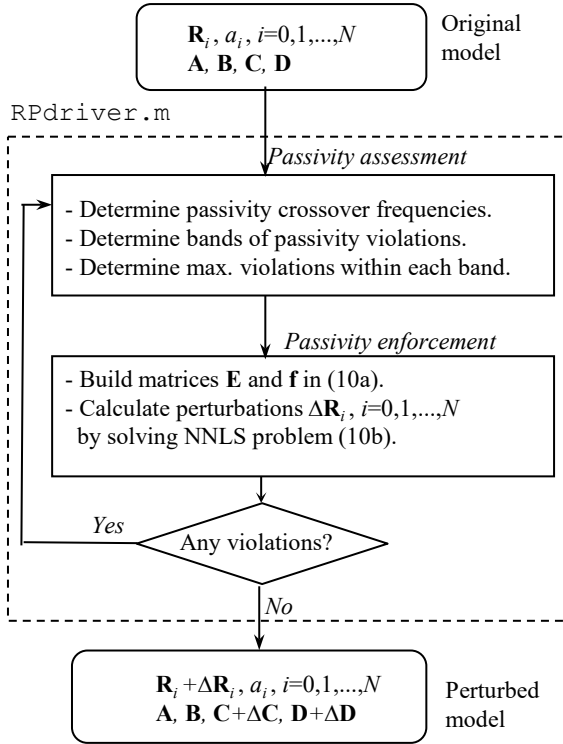 R_i, a_i, i=0,1,...,N
A, B, C, D
Original
model
RPdriver.m
Passivity assessment
- Determine passivity crossover frequencies.
- Determine bands of passivity violations.
- Determine max. violations within each band.
Passivity enforcement
- Build matrices E and f in (10a).
- Calculate perturbations ΔR_i, i=0,1,...,N
by solving NNLS problem (10b).
Yes
Any violations?
No
R_i+ΔR_i, a_i, i=0,1,...,N
A, B, C+ΔC, D+ΔD
Perturbed
model